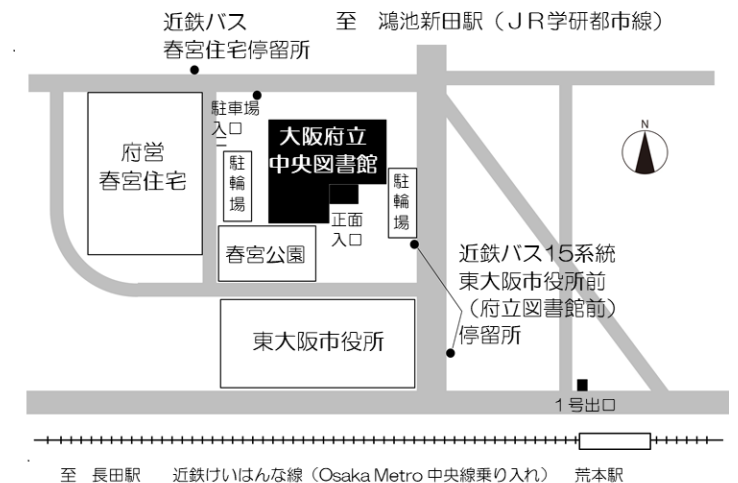 近鉄バス
春宮住宅停留所
至 鴻池新田駅（ＪＲ学研都市線）
駐車場
入口
府営
春宮住宅
大阪府立
中央図書館
駐
輪
場
駐
輪
場
正面
入口
N
春宮公園
近鉄バス15系統
東大阪市役所前
（府立図書館前）
停留所
東大阪市役所
１号出口
至 長田駅 近鉄けいはんな線（Osaka Metro 中央線乗り入れ） 荒本駅